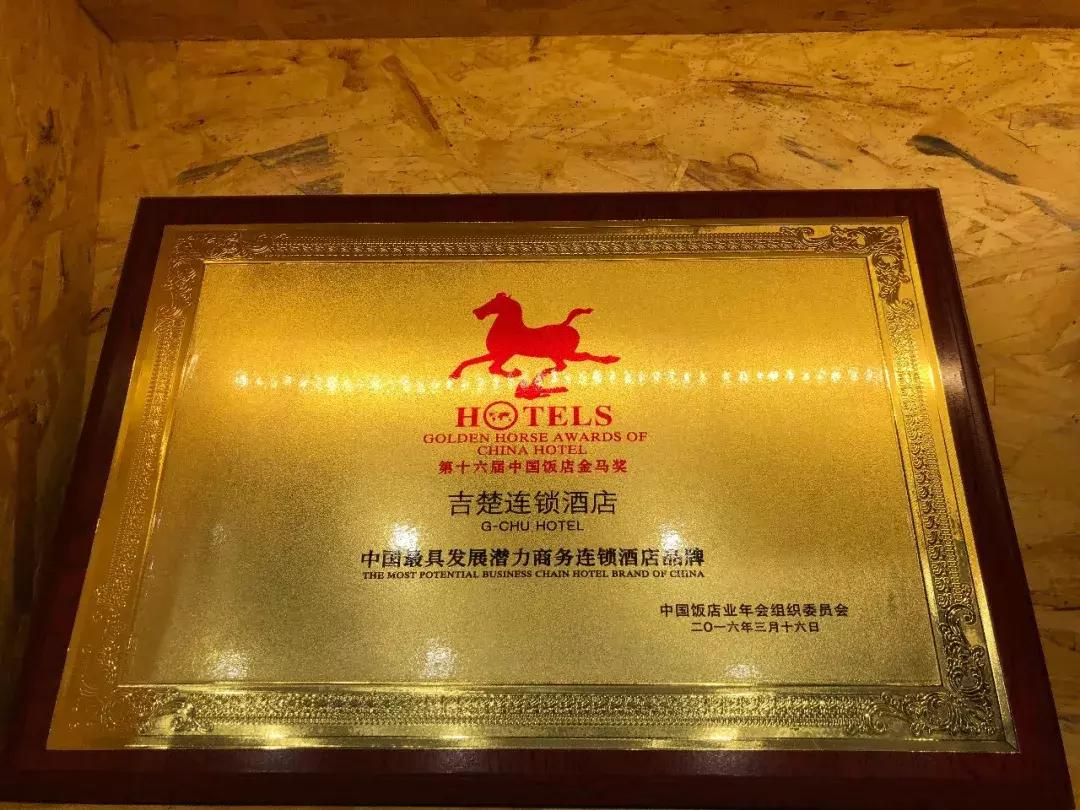 HOTELS
GOLDEN HORSE AWARDS OF
CHINA HOTEL
第十六届中国饭店金马奖
吉楚连锁酒店
G-CHU HOTEL
中国最具发展潜力商务连锁酒店品牌
THE MOST POTENTIAL BUSINESS CHAIN HOTEL BRAND OF CHINA
中国饭店业年会组织委员会
二〇一六年三月十六日